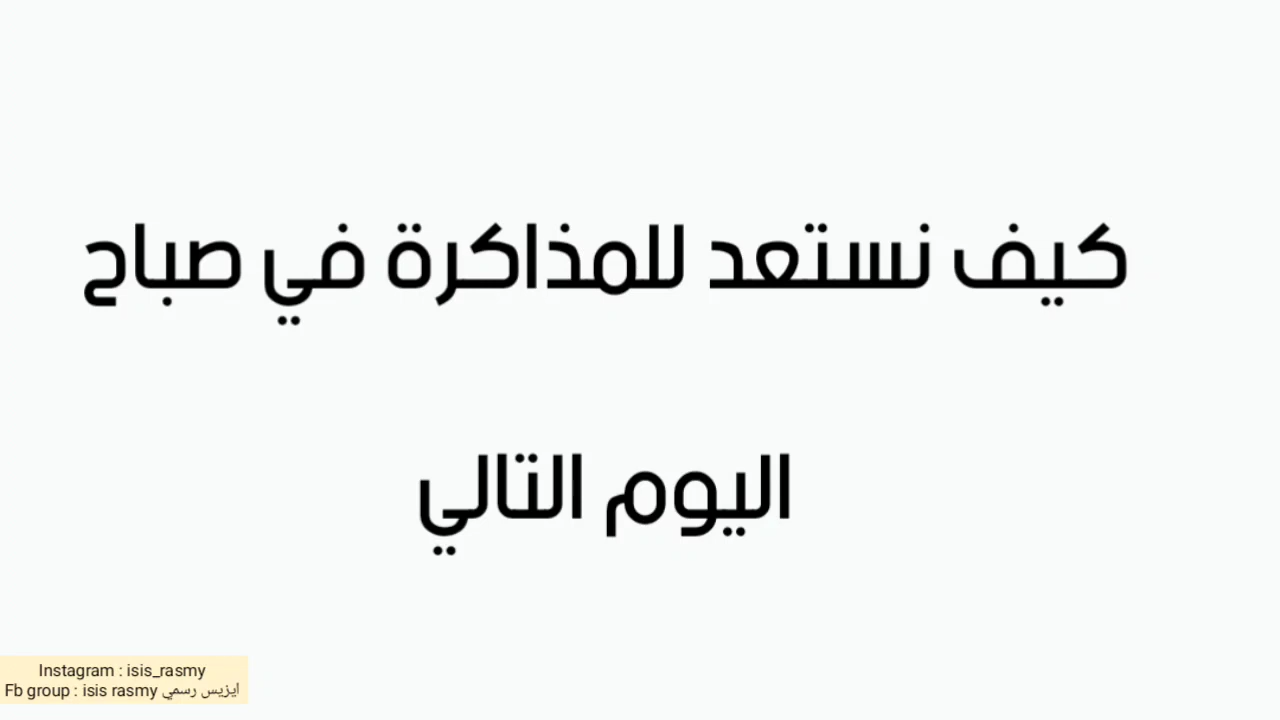 كيف نستعد للمذاكرة في صباح
اليوم التالي
Instagram : isis_rasmy
Fb group : isis rasmy ايزيس رسمي